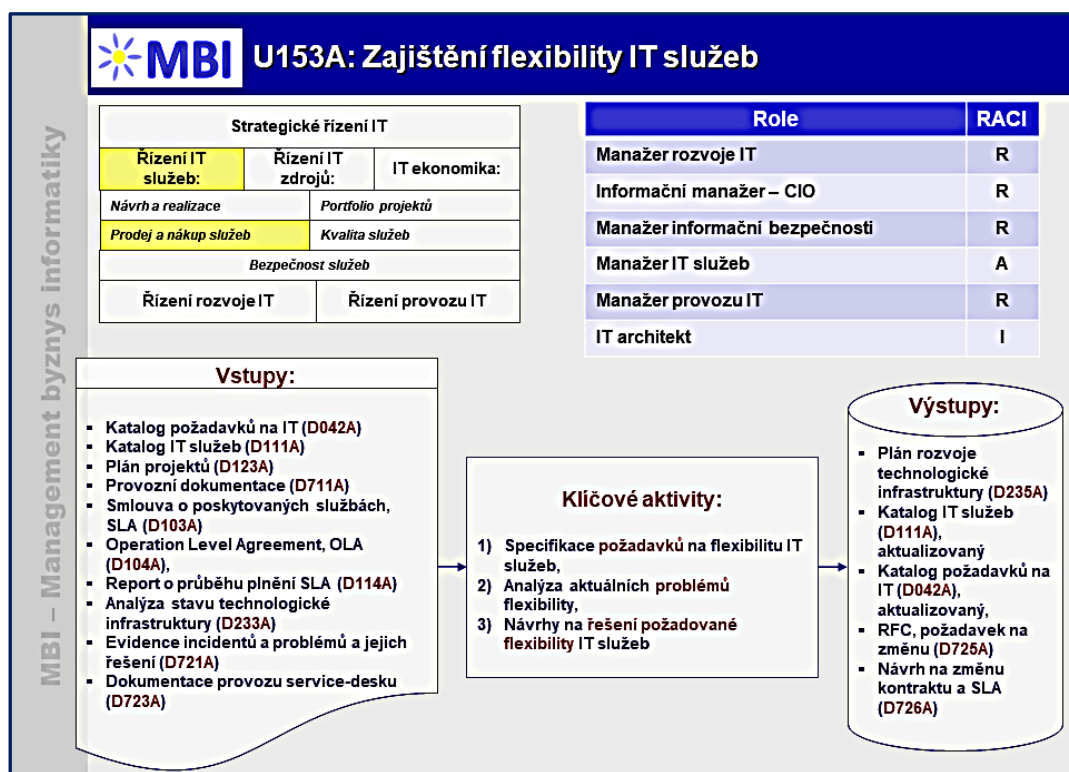 MBI
U153A: Zajištění flexibility IT služeb
MBI – Management byznys informatiky
Strategické řízení IT
Řízení IT
služeb:
Řízení IT
zdrojů:
IT ekonomika:
Návrh a realizace
Portfolio projektů
Prodej a nákup služeb
Kvalita služeb
Bezpečnost služeb
Řízení rozvoje IT
Řízení provozu IT
Role RACI
Manažer rozvoje IT R
Informační manažer – CIO R
Manažer informační bezpečnosti R
Manažer IT služeb A
Manažer provozu IT R
IT architekt I
Vstupy:
▪ Katalog požadavků na IT (D042A)
▪ Katalog IT služeb (D111A)
▪ Plán projektů (D123A)
▪ Provozní dokumentace (D711A)
▪ Smlouva o poskytovaných službách,
SLA (D103A)
▪ Operation Level Agreement, OLA
(D104A),
▪ Report o průběhu plnění SLA (D114A)
▪ Analýza stavu technologické
infrastruktury (D233A)
▪ Evidence incidentů a problémů a jejich
řešení (D721A)
▪ Dokumentace provozu service-desku
(D723A)
Klíčové aktivity:
1) Specifikace požadavků na flexibilitu IT
služeb,
2) Analýza aktuálních problémů
flexibility,
3) Návrhy na řešení požadované
flexibility IT služeb
Výstupy:
▪ Plán rozvoje
technologické
infrastruktury (D235A)
▪ Katalog IT služeb
(D111A),
aktualizovaný
▪ Katalog požadavků na
IT (D042A),
aktualizovaný,
▪ RFC, požadavek na
změnu (D725A)
▪ Návrh na změnu
kontraktu a SLA
(D726A)